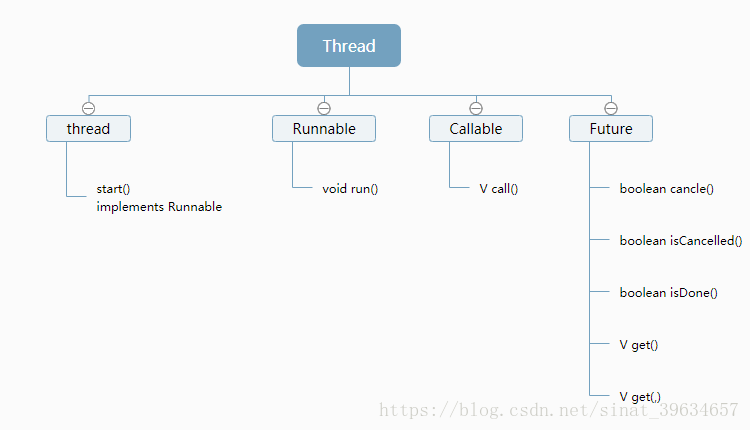 Thread
thread
Runnable
Callable
Future
start()
implements Runnable
void run()
V call()
boolean cancle()
boolean isCancelled()
boolean isDone()
V get()
V get(,)
https://blog.csdn.net/sinat_39634657